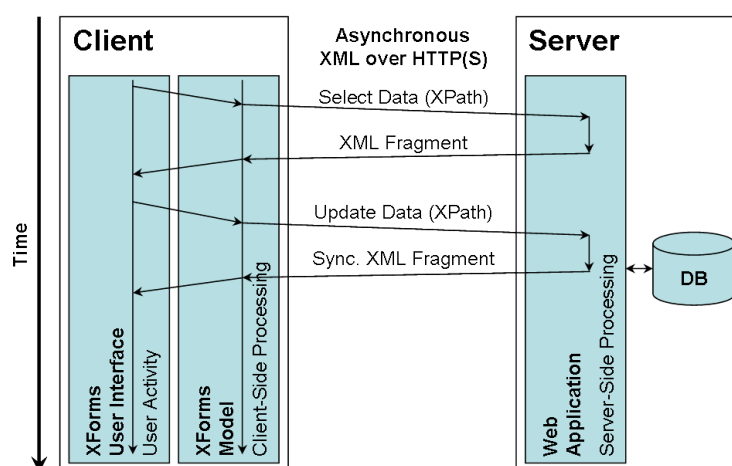 Client
Asynchronous
XML over HTTP(S)
Server
Select Data (XPath)
XML Fragment
Update Data (XPath)
Sync. XML Fragment
Time
DB
XForms
User Interface
User Activity
XForms
Model
Client-Side Processing
Web
Application
Server-Side Processing